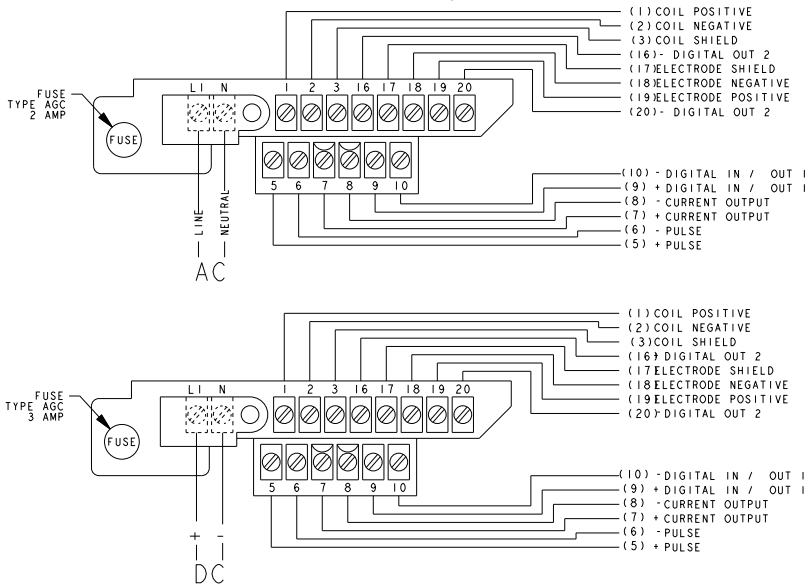 (1) COIL POSITIVE
(2) COIL NEGATIVE
(3) COIL SHIELD
(16)- DIGITAL OUT 2
(17)ELECTRODE SHIELD
(18)ELECTRODE NEGATIVE
(19)ELECTRODE POSITIVE
(20)- DIGITAL OUT 2
FUSE
TYPE AGC
2 AMP
L1 N 1 2 3 16 17 18 19 20
FUSE
5 6 7 8 9 10
(10) - DIGITAL IN / OUT 1
(9) + DIGITAL IN / OUT 1
(8) - CURRENT OUTPUT
(7) + CURRENT OUTPUT
(6) - PULSE
(5) + PULSE
LINE
NEUTRAL
AC
(1) COIL POSITIVE
(2) COIL NEGATIVE
(3)COIL SHIELD
(16+ DIGITAL OUT 2
(17ELECTRODE SHIELD
(18ELECTRODE NEGATIVE
(19ELECTRODE POSITIVE
(20)- DIGITAL OUT 2
FUSE
TYPE AGC
3 AMP
L1 N 1 2 3 16 17 18 19 20
FUSE
5 6 7 8 9 10
(10) - DIGITAL IN / OUT 1
(9) + DIGITAL IN / OUT 1
(8) - CURRENT OUTPUT
(7) + CURRENT OUTPUT
(6) - PULSE
(5) + PULSE
+ -
DC